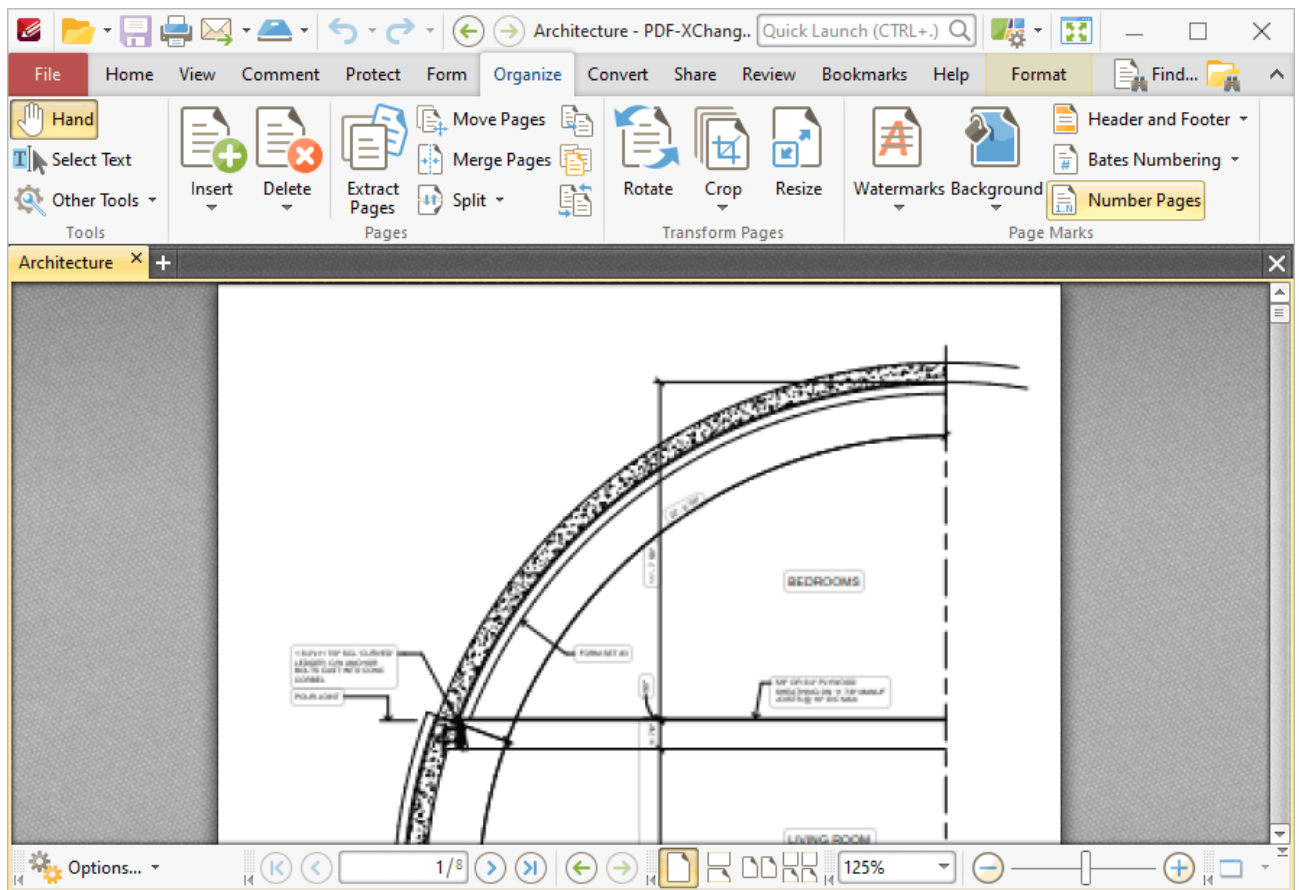 Architecture - PDF-XChang..
Quick Launch (CTRL+.)
File Home View Comment Protect Form Organize Convert Share Review Bookmarks Help Format Find...
Hand
Select Text
Other Tools
Tools
Insert
Delete
Extract
Pages
Move Pages
Merge Pages
Split
Pages
Rotate
Crop
Resize
Transform Pages
Watermarks
Background
Header and Footer
#
Bates Numbering
1..N
Number Pages
Page Marks
Architecture
BEDROOMS
POUR JOINT
LIVING ROOM
Options...
1/8
125%